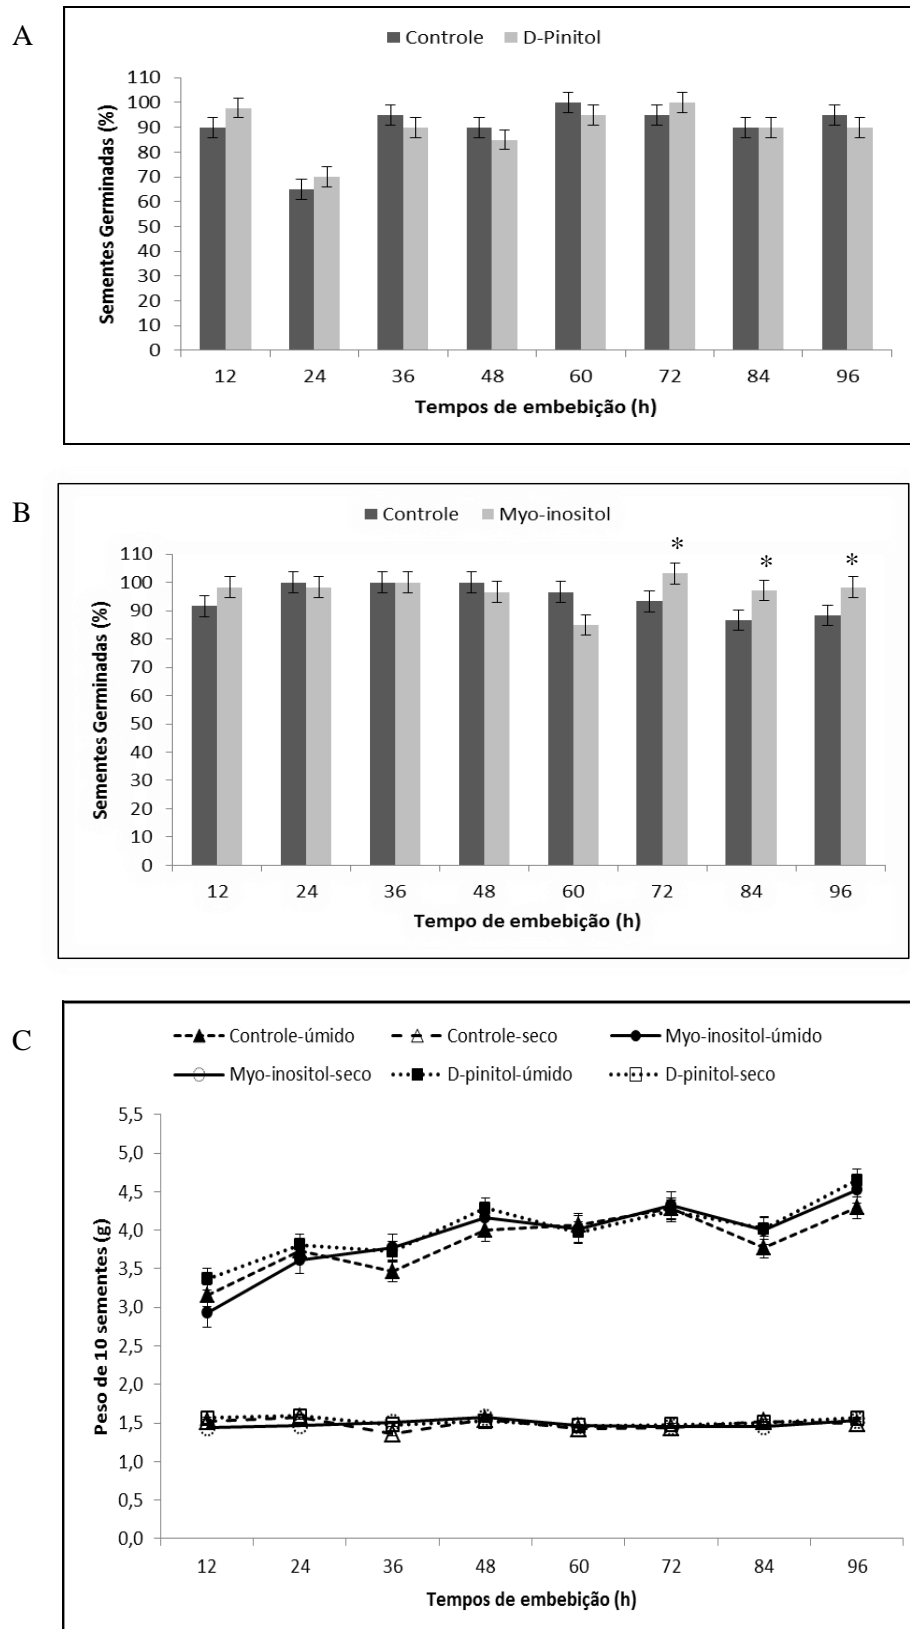 A
Controle D-Pinitol
110
100
90
80
70
60
50
40
30
20
10
0
Sementes Germinadas (%)
12 24 36 48 60 72 84 96
Tempos de embebição (h)
B
Controle Myo-inositol
* * *
110
100
90
80
70
60
50
40
30
20
10
0
Sementes Germinadas (%)
12 24 36 48 60 72 84 96
Tempo de embebição (h)
C
Controle-úmido Controle-seco Myo-inositol-úmido
Myo-inositol-seco D-pinitol-úmido D-pinitol-seco
5,5
5,0
4,5
4,0
3,5
3,0
2,5
2,0
1,5
1,0
0,5
0,0
Peso de 10 sementes (g)
12 24 36 48 60 72 84 96
Tempos de embebição (h)